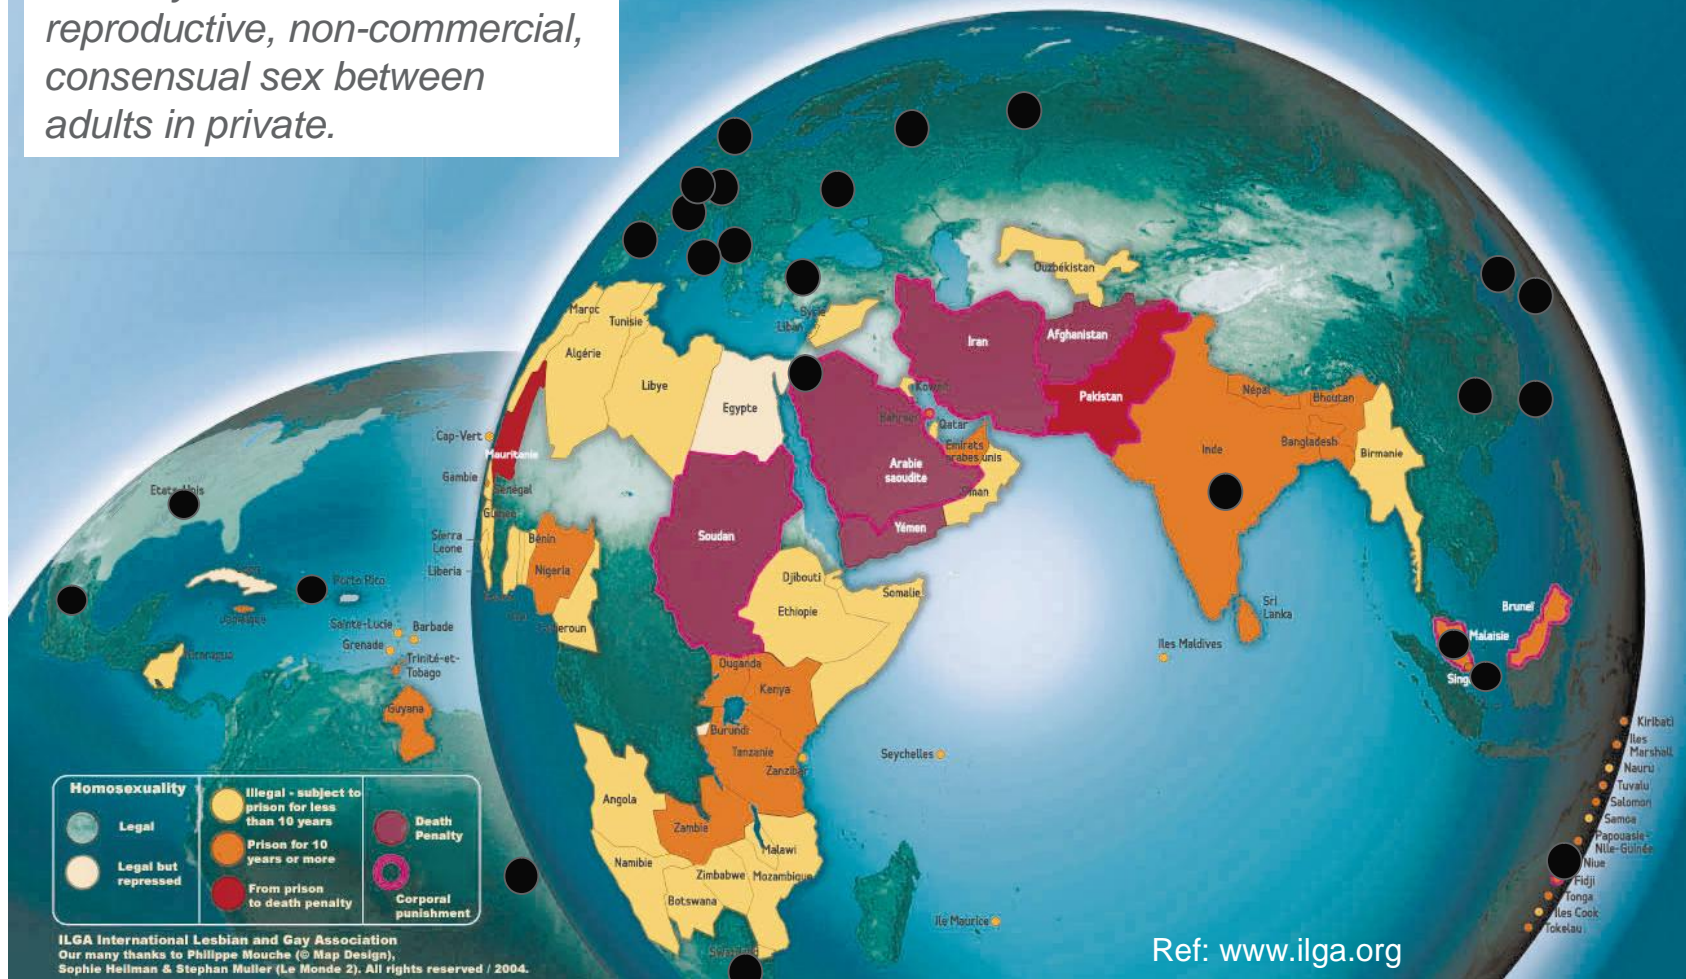 reproductive, non-commercial,
consensual sex between
adults in private.
Ouzbékistan
Maroc
Tunisie
Syrie
Liban
Iran
Afghanistan
Algérie
Libye
Egypte
Koweit
Pakistan
Népal
Bhoutan
Bahrein
Qatar
Cap-Vert
Mauritanie
Emirats
arabes unis
Inde
Bangladesh
Birmanie
Arabie
saoudite
Gambie
Sénégal
Oman
Etats-Unis
Guinée
Yémen
Soudan
Sierra
Leone
Bénin
Liberia
Nigeria
Djibouti
Porto Rico
Somalie
Ethiopie
Sri
Lanka
Bruneï
Sainte-Lucie
Barbade
Cameroun
Malaisie
Grenade
Iles Maldives
Nicaragua
Trinité-et-
Tobago
Ouganda
Kenya
Guyana
Kiribati
Burundi
Iles
Marshall
Tanzanie
Seychelles
Zanzibar
Nauru
Tuvalu
Salomon
Angola
Samoa
Zambie
Papouasie-
Nlle-Guinée
Malawi
Niue
Namibie
Zimbabwe
Mozambique
Fidji
Botswana
Tonga
Iles Cook
Ile Maurice
Tokelau
Homosexuality
Legal
Legal but
repressed
Illegal - subject to
prison for less
than 10 years
Prison for 10
years or more
From prison
to death penalty
Death
Penalty
Corporal
punishment
ILGA International Lesbian and Gay Association
Our many thanks to Philippe Mouche (© Map Design),
Sophie Hellman & Stephan Muller (Le Monde 2). All rights reserved / 2004.
Ref: www.ilga.org